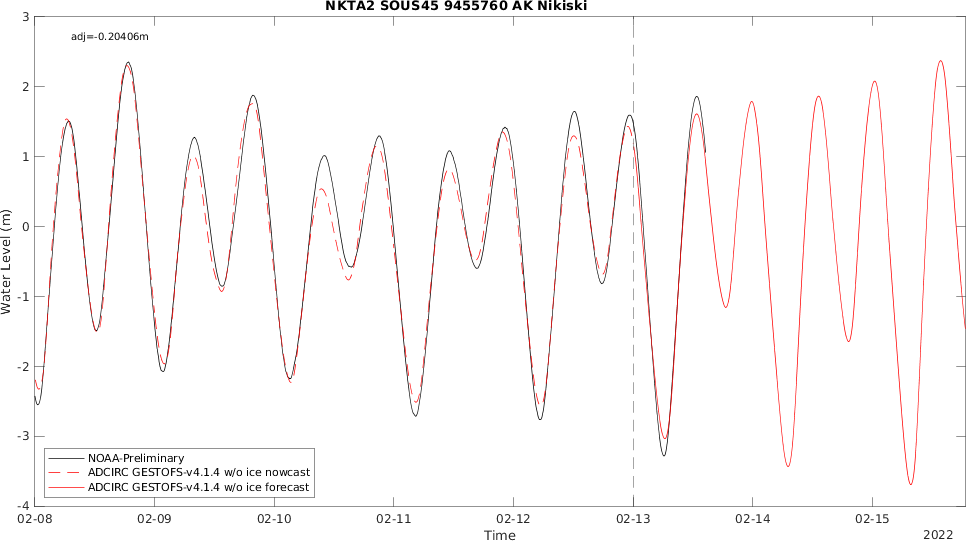 NKTA2 SOUS45 9455760 AK Nikiski
adj=-0.20406m
3
2
1
0
-1
-2
-3
-4
Water Level (m)
NOAA-Preliminary
ADCIRC GESTOFS-v4.1.4 w/o ice nowcast
ADCIRC GESTOFS-v4.1.4 w/o ice forecast
02-08 02-09 02-10 02-11 02-12 02-13 02-14 02-15
Time
2022